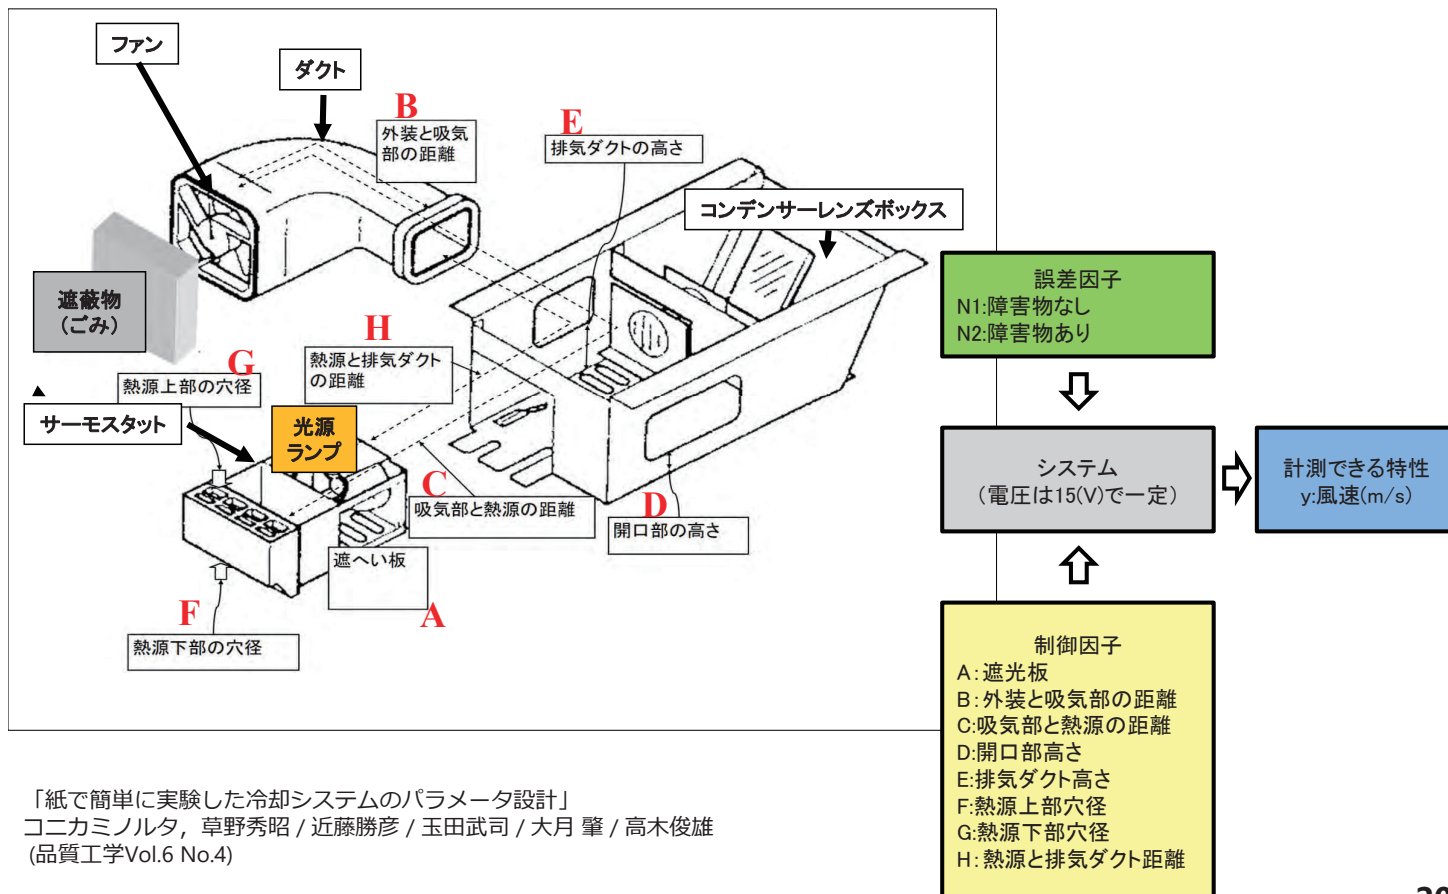 ファン
ダクト
B
外装と吸気
部の距離
E
排気ダクトの高さ
コンデンサーレンズボックス
遮蔽物
(ごみ)
H
熱源と排気ダクト
の距離
G
熱源上部の穴径
サーモスタット
光源
ランプ
C
吸気部と熱源の距離
D
開口部の高さ
遮へい板
A
F
熱源下部の穴径
誤差因子
N1:障害物なし
N2:障害物あり
システム
(電圧は15(V)で一定)
計測できる特性
y:風速(m/s)
制御因子
A:遮光板
B:外装と吸気部の距離
C:吸気部と熱源の距離
D:開口部高さ
E:排気ダクト高さ
F:熱源上部穴径
G:熱源下部穴径
H:熱源と排気ダクト距離
「紙で簡単に実験した冷却システムのパラメータ設計」
コニカミノルタ，草野秀昭 / 近藤勝彦 / 玉田武司 / 大月 肇 / 高木俊雄
(品質工学Vol.6 No.4)